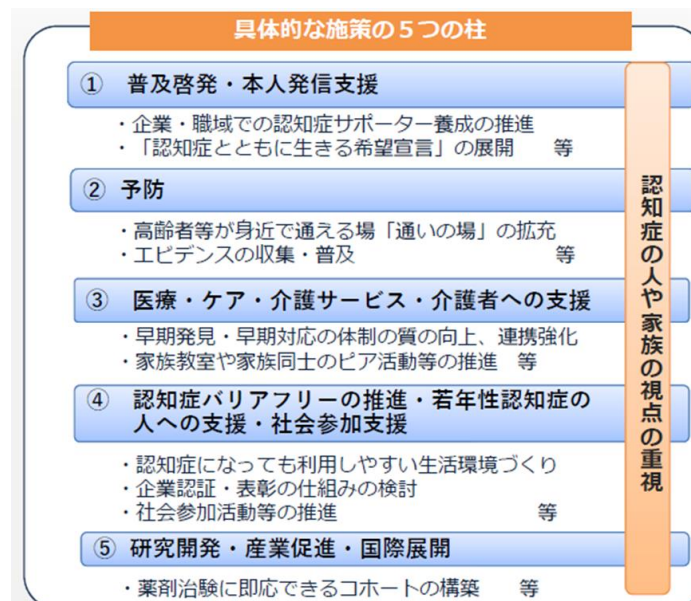 具体的な施策の５つの柱
① 普及啓発・本人発信支援
・企業・職域での認知症サポーター養成の推進
・「認知症とともに生きる希望宣言」の展開 等
② 予防
・高齢者等が身近で通える場「通いの場」の拡充
・エビデンスの収集・普及 等
③ 医療・ケア・介護サービス・介護者への支援
・早期発見・早期対応の体制の質の向上、連携強化
・家族教室や家族同士のピア活動等の推進 等
④ 認知症バリアフリーの推進・若年性認知症の
人への支援・社会参加支援
・認知症になっても利用しやすい生活環境づくり
・企業認証・表彰の仕組みの検討
・社会参加活動等の推進 等
⑤ 研究開発・産業促進・国際展開
・薬剤治験に即応できるコホートの構築 等
認知症の人や家族の視点の重視